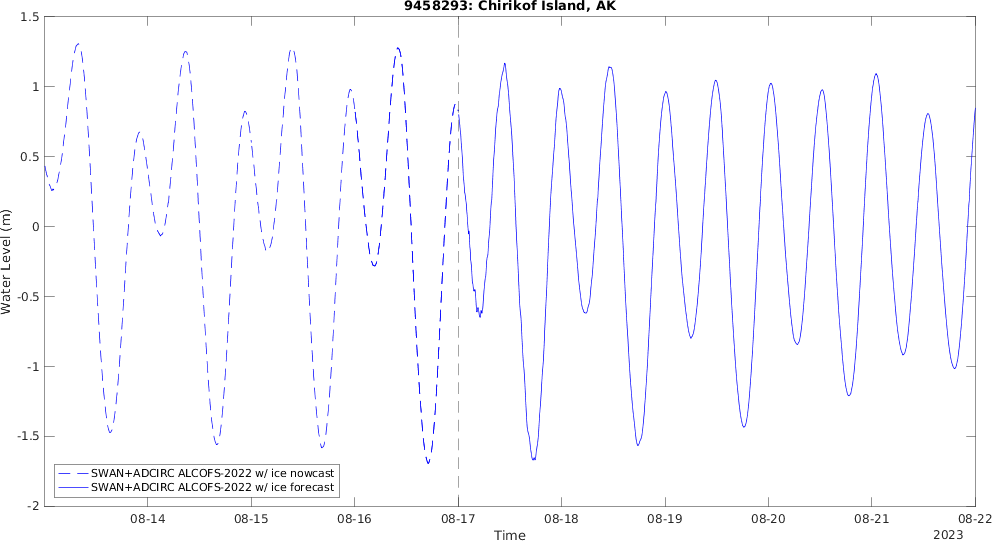 9458293: Chirikof Island, AK
1.5
1
0.5
0
-0.5
-1
-1.5
-2
Water Level (m)
SWAN+ADCIRC ALCOFS-2022 w/ ice nowcast
SWAN+ADCIRC ALCOFS-2022 w/ ice forecast
08-14 08-15 08-16 08-17 08-18 08-19 08-20 08-21 08-22
Time
2023